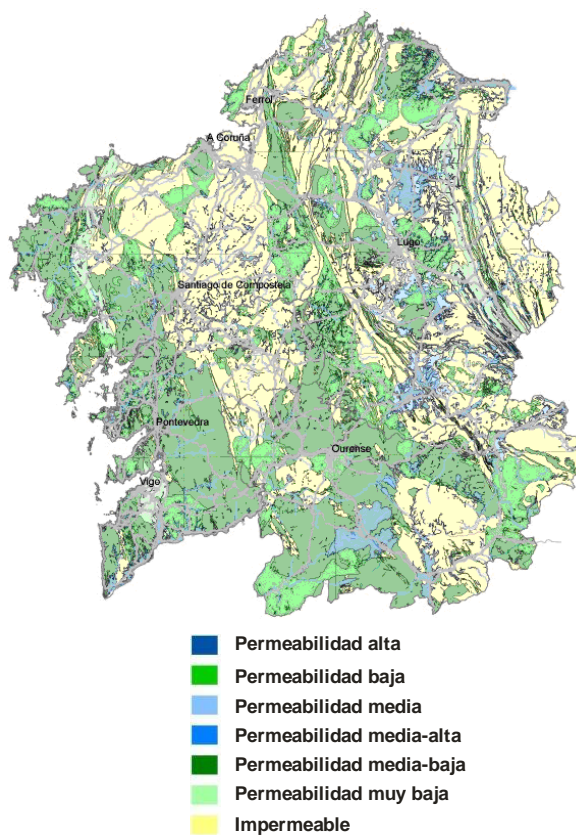 Ferrol
A Coruña
Lugo
Santiago de Compostela
Pontevedra
Ourense
Vigo
Permeabilidad alta
Permeabilidad baja
Permeabilidad media
Permeabilidad media-alta
Permeabilidad media-baja
Permeabilidad muy baja
Impermeable